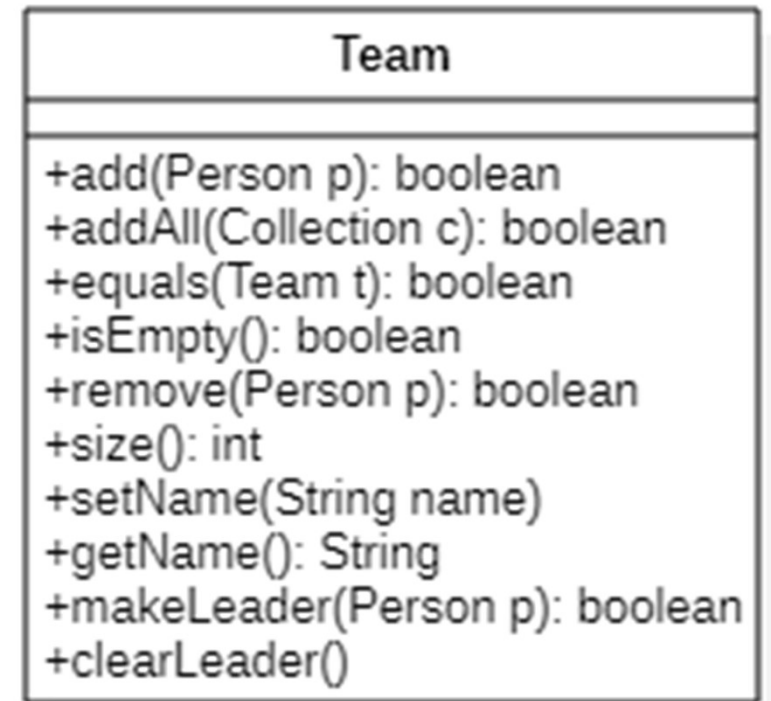 Team
+add(Person p): boolean
+addAll(Collection c): boolean
+equals(Team t): boolean
+isEmpty(): boolean
+remove(Person p): boolean
+size(): int
+setName(String name)
+getName(): String
+makeLeader(Person p): boolean
+clearLeader()